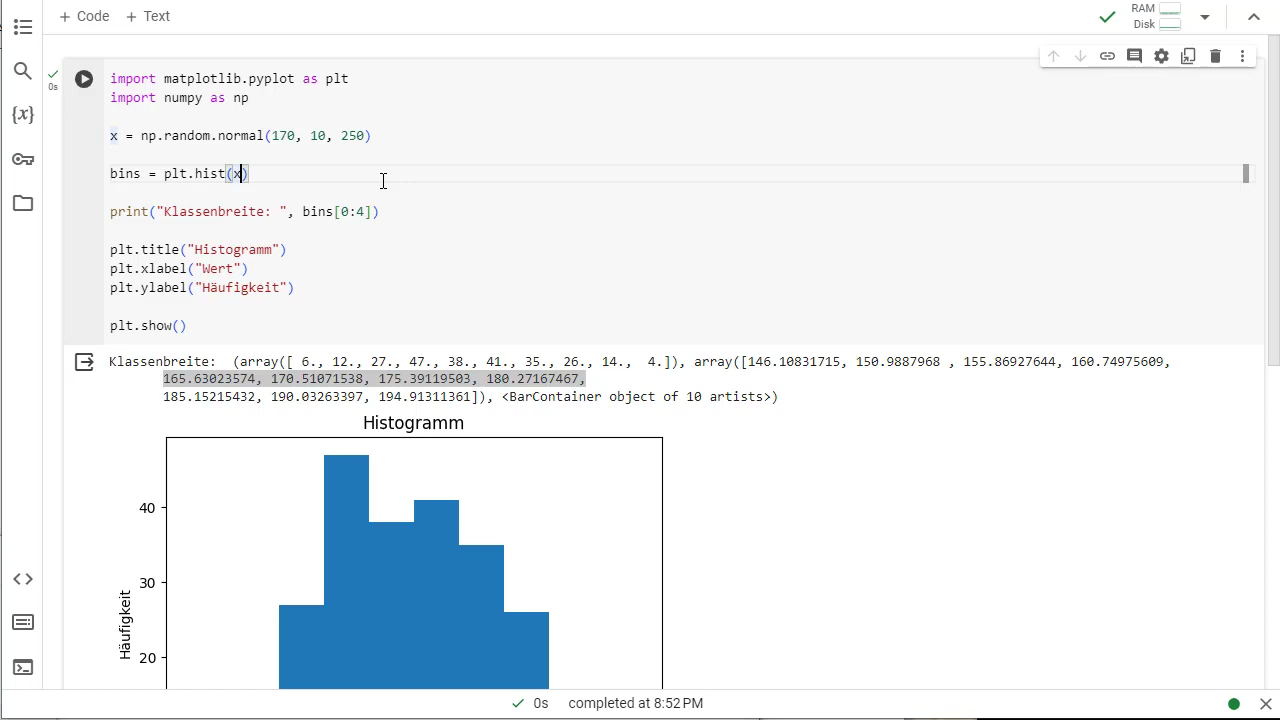 + Code + Text
RAM
Disk
{x}
0s
import matplotlib.pyplot as plt
import numpy as np
x = np.random.normal(170, 10, 250)
bins = plt.hist(x)
print("Klassenbreite: ", bins[0:4])
plt.title("Histogramm")
plt.xlabel("Wert")
plt.ylabel("Häufigkeit")
plt.show()
Klassenbreite:  (array([ 6., 12., 27., 47., 38., 41., 35., 26., 14.,  4.]), array([146.10831715, 150.9887968 , 155.86927644, 160.74975609,
165.63023574, 170.51071538, 175.39119503, 180.27167467,
185.15215432, 190.03263397, 194.91311361]), <BarContainer object of 10 artists>)
Histogramm
40
30
20
Häufigkeit
0s completed at 8:52 PM